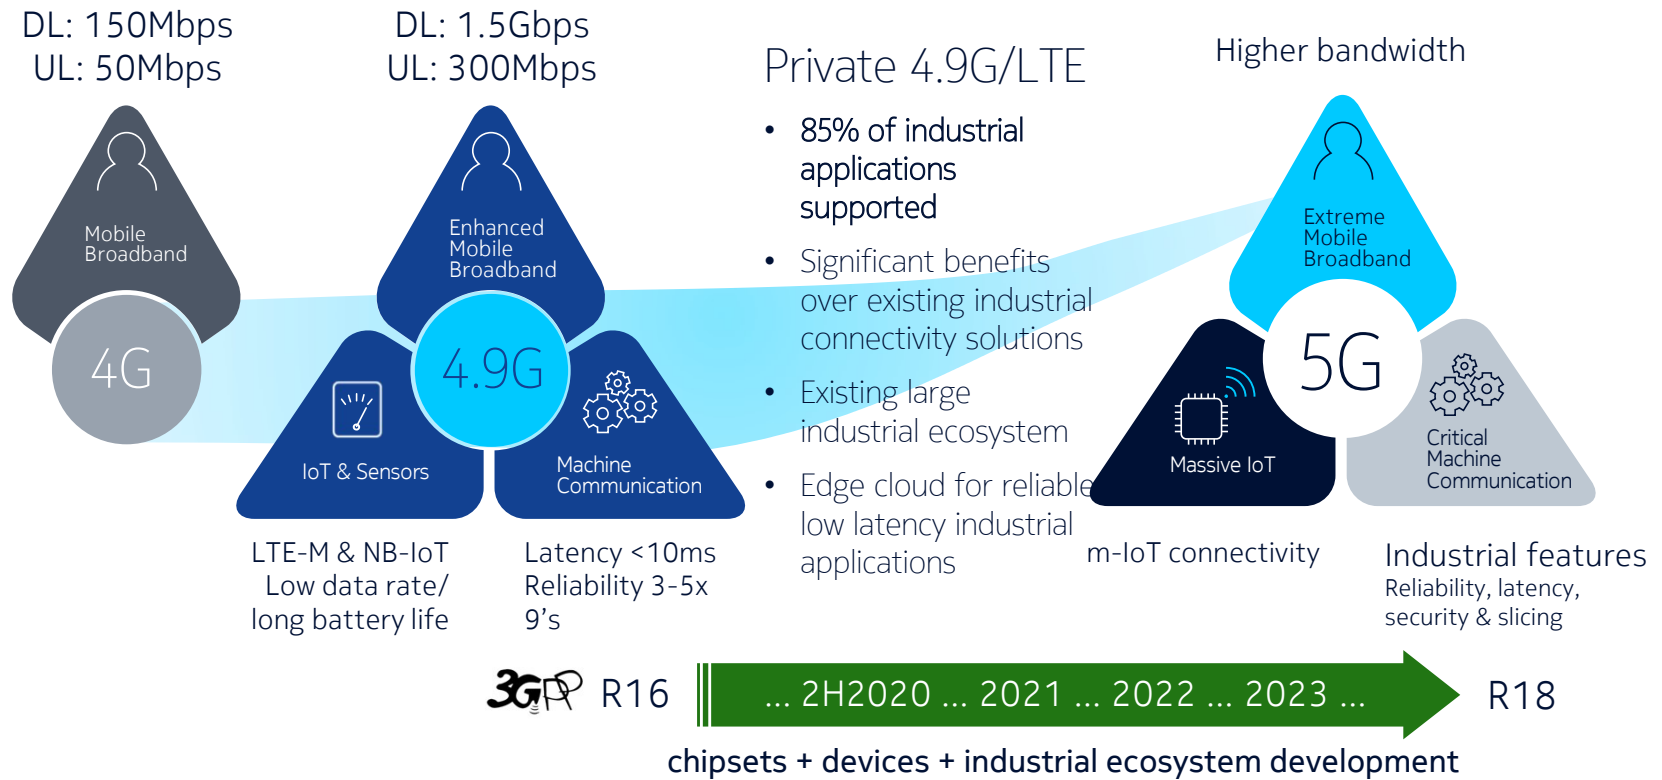 DL: 150Mbps
UL: 50Mbps
Mobile
Broadband
4G
DL: 1.5Gbps
UL: 300Mbps
Enhanced
Mobile
Broadband
4.9G
IoT & Sensors
Machine
Communication
LTE-M & NB-IoT
Low data rate/
long battery life
Latency <10ms
Reliability 3-5x
9’s
Private 4.9G/LTE
• 85% of industrial
applications
supported
• Significant benefits
over existing industrial
connectivity solutions
• Existing large
industrial ecosystem
• Edge cloud for reliable
low latency industrial
applications
Higher bandwidth
Extreme
Mobile
Broadband
5G
Massive IoT
Critical
Machine
Communication
m-IoT connectivity
Industrial features
Reliability, latency,
security & slicing
3GPP R16 ... 2H2020 ... 2021 ... 2022 ... 2023 ... R18
chipsets + devices + industrial ecosystem development